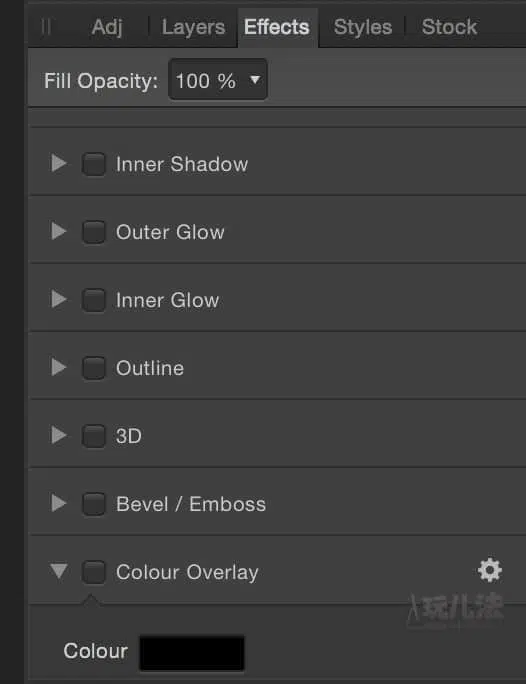 Adj Layers Effects Styles Stock
Fill Opacity: 100 %
Inner Shadow
Outer Glow
Inner Glow
Outline
3D
Bevel / Emboss
Colour Overlay
玩儿法
Colour